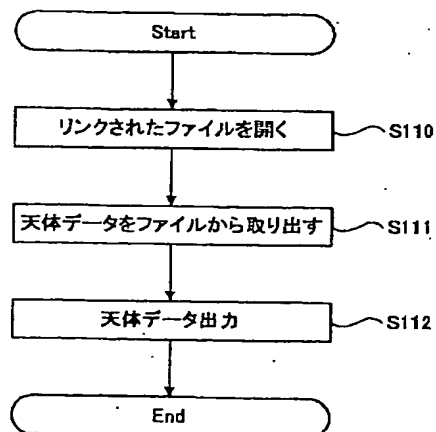 Start
リンクされたファイルを開く
S110
天体データをファイルから取り出す
S111
天体データ出力
S112
End